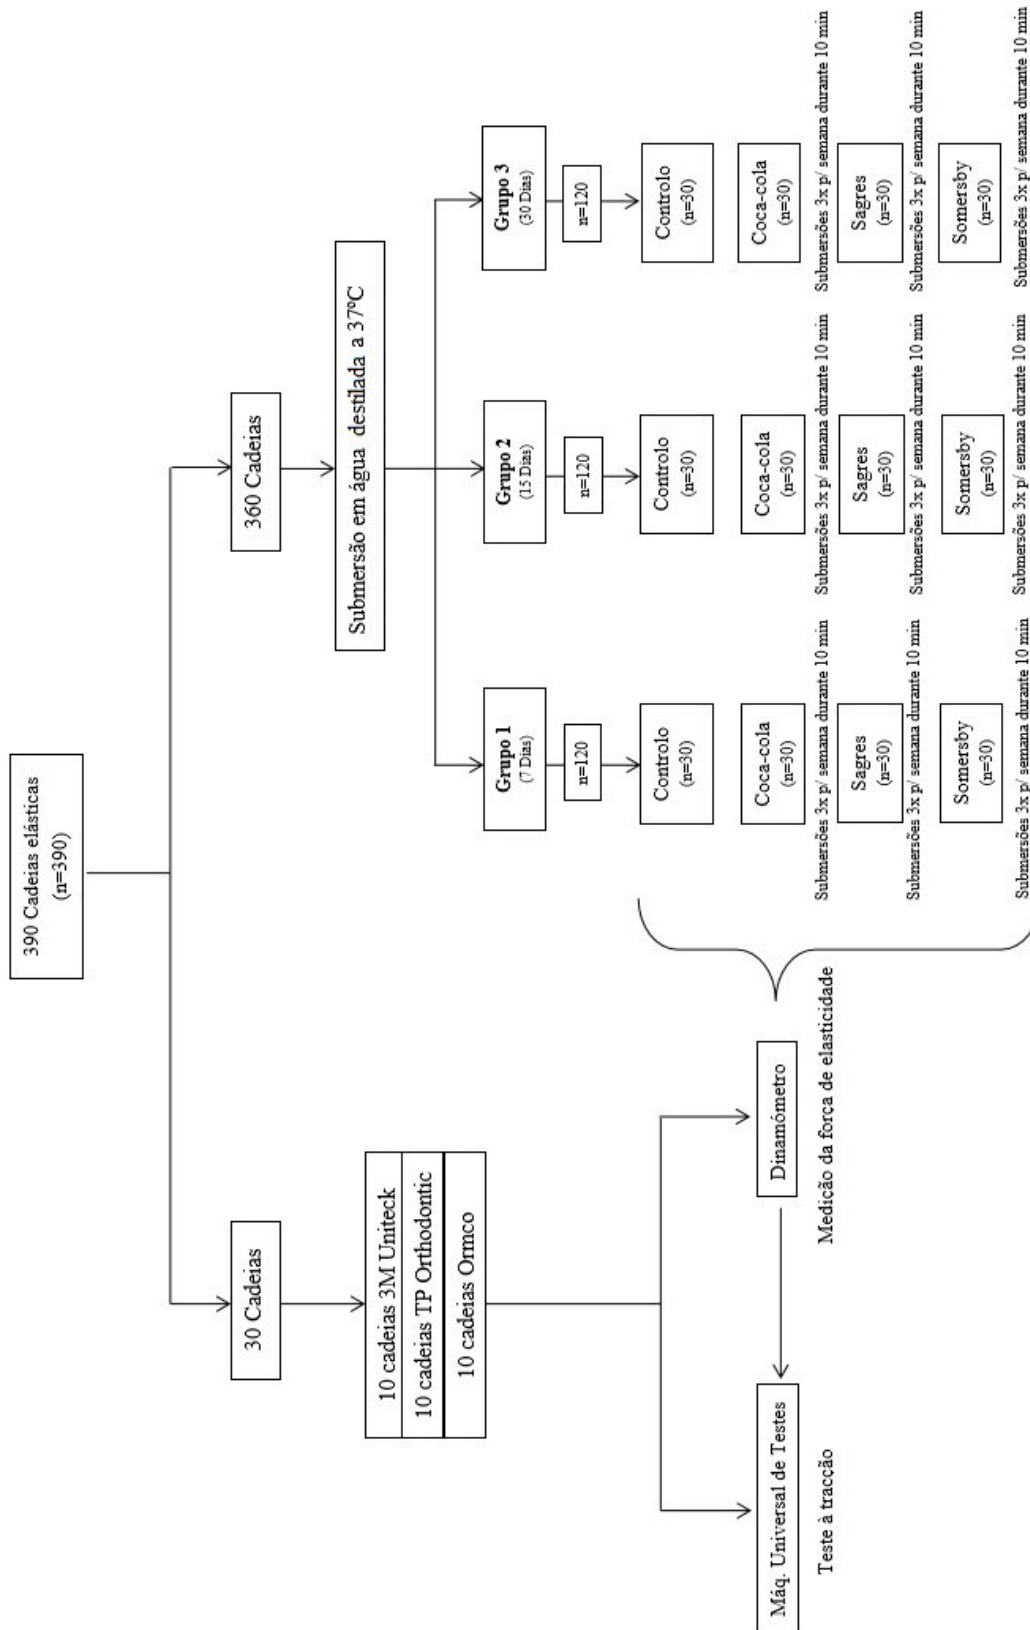 390 Cadeias elásticas
(n=390)
30 Cadeias
360 Cadeias
10 cadeias 3M Uniteck
10 cadeias TP Orthodontic
10 cadeias Ormco
Submersão em água destilada a 37ºC
Grupo 1
(7 Dias)
n=120
Grupo 2
(15 Dias)
n=120
Grupo 3
(30 Dias)
n=120
Controlo
(n=30)
Coca-cola
(n=30)
Submersões 3x p/ semana durante 10 min
Sagres
(n=30)
Submersões 3x p/ semana durante 10 min
Somersby
(n=30)
Submersões 3x p/ semana durante 10 min
Controlo
(n=30)
Coca-cola
(n=30)
Submersões 3x p/ semana durante 10 min
Sagres
(n=30)
Submersões 3x p/ semana durante 10 min
Somersby
(n=30)
Submersões 3x p/ semana durante 10 min
Controlo
(n=30)
Coca-cola
(n=30)
Submersões 3x p/ semana durante 10 min
Sagres
(n=30)
Submersões 3x p/ semana durante 10 min
Somersby
(n=30)
Submersões 3x p/ semana durante 10 min
Máq. Universal de Testes
Teste à tracção
Dinamómetro
Medição da força de elasticidade